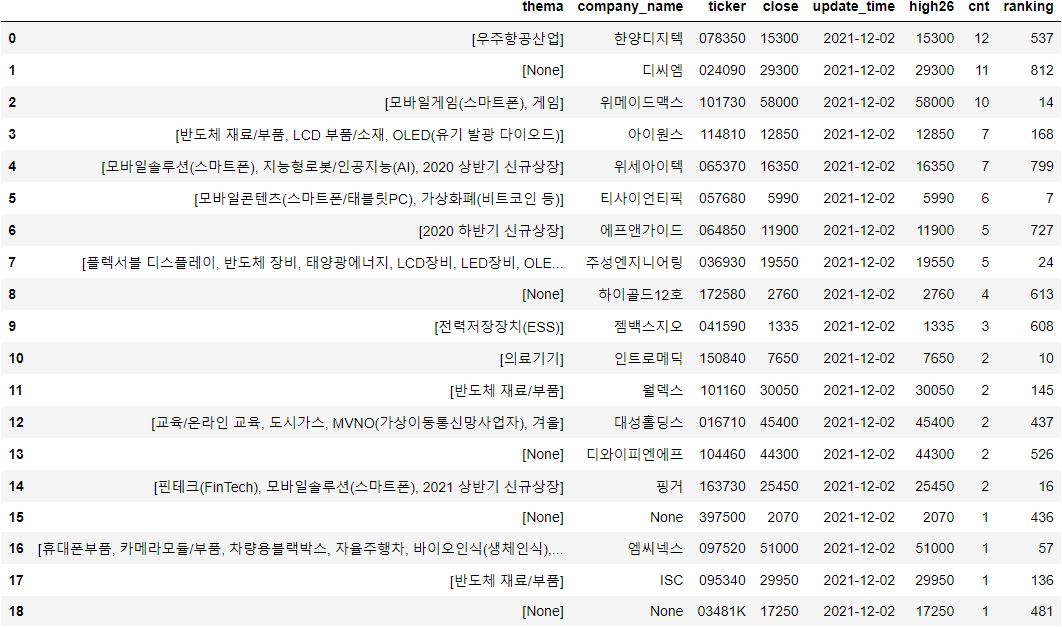 thema company_name ticker close update_time high26 cnt ranking
0 [우주항공산업] 한양디지텍 078350 15300 2021-12-02 15300 12 537
1 [None] 디씨엠 024090 29300 2021-12-02 29300 11 812
2 [모바일게임(스마트폰), 게임] 위메이드맥스 101730 58000 2021-12-02 58000 10 14
3 [반도체 재료/부품, LCD 부품/소재, OLED(유기 발광 다이오드)] 아이원스 114810 12850 2021-12-02 12850 7 168
4 [모바일솔루션(스마트폰), 지능형로봇/인공지능(AI), 2020 상반기 신규상장] 위세아이텍 065370 16350 2021-12-02 16350 7 799
5 [모바일콘텐츠(스마트폰/태블릿PC), 가상화폐(비트코인 등)] 티사이언티픽 057680 5990 2021-12-02 5990 6 7
6 [2020 하반기 신규상장] 에프앤가이드 064850 11900 2021-12-02 11900 5 727
7 [플렉서블 디스플레이, 반도체 장비, 태양광에너지, LCD장비, LED장비, OLE... 주성엔지니어링 036930 19550 2021-12-02 19550 5 24
8 [None] 하이골드12호 172580 2760 2021-12-02 2760 4 613
9 [전력저장장치(ESS)] 젬백스지오 041590 1335 2021-12-02 1335 3 608
10 [의료기기] 인트로메딕 150840 7650 2021-12-02 7650 2 10
11 [반도체 재료/부품] 월덱스 101160 30050 2021-12-02 30050 2 145
12 [교육/온라인 교육, 도시가스, MVNO(가상이동통신망사업자), 겨울] 대성홀딩스 016710 45400 2021-12-02 45400 2 437
13 [None] 디와이피엔에프 104460 44300 2021-12-02 44300 2 526
14 [핀테크(FinTech), 모바일솔루션(스마트폰), 2021 상반기 신규상장] 핑거 163730 25450 2021-12-02 25450 2 16
15 [None] None 397500 2070 2021-12-02 2070 1 436
16 [휴대폰부품, 카메라모듈/부품, 차량용블랙박스, 자율주행차, 바이오인식(생체인식),... 엠씨넥스 097520 51000 2021-12-02 51000 1 57
17 [반도체 재료/부품] ISC 095340 29950 2021-12-02 29950 1 136
18 [None] None 03481K 17250 2021-12-02 17250 1 481